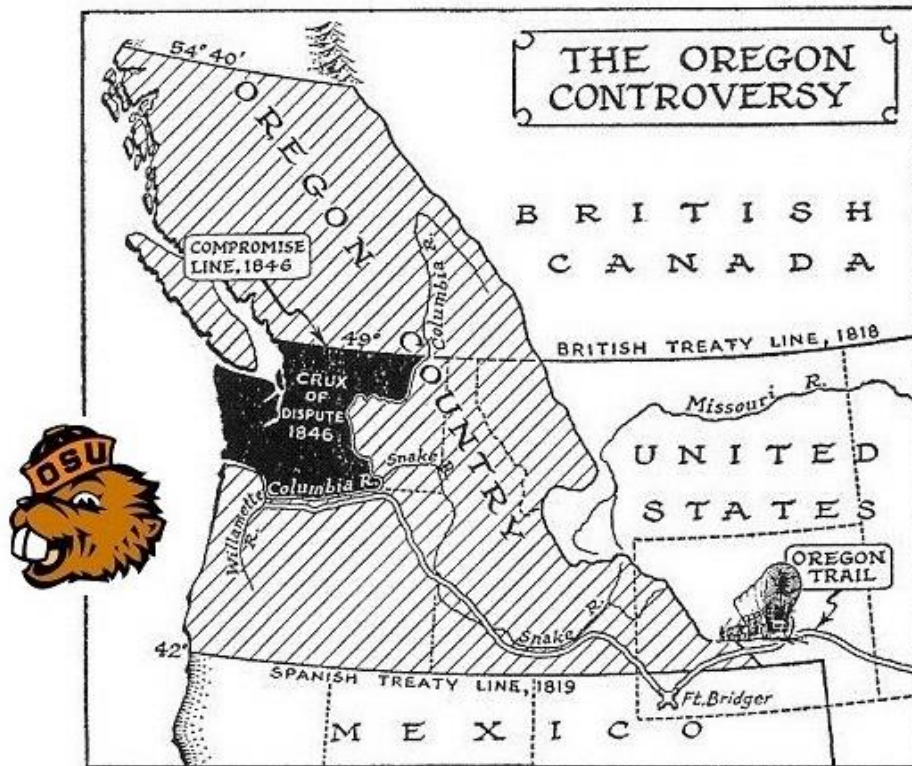 THE OREGON
CONTROVERSY
54° 40'
OREGON
COUNTRY
BRITISH
CANADA
COMPROMISE
LINE, 1846
Columbia R.
49°
BRITISH TREATY LINE, 1818
CRUX
OF
DISPUTE
1846
Missouri R.
UNITED
STATES
Snake R.
OSU
Columbia R.
Willamette
R.
OREGON
TRAIL
Snake R.
42°
SPANISH TREATY LINE, 1819
Ft. Bridger
MEXICO